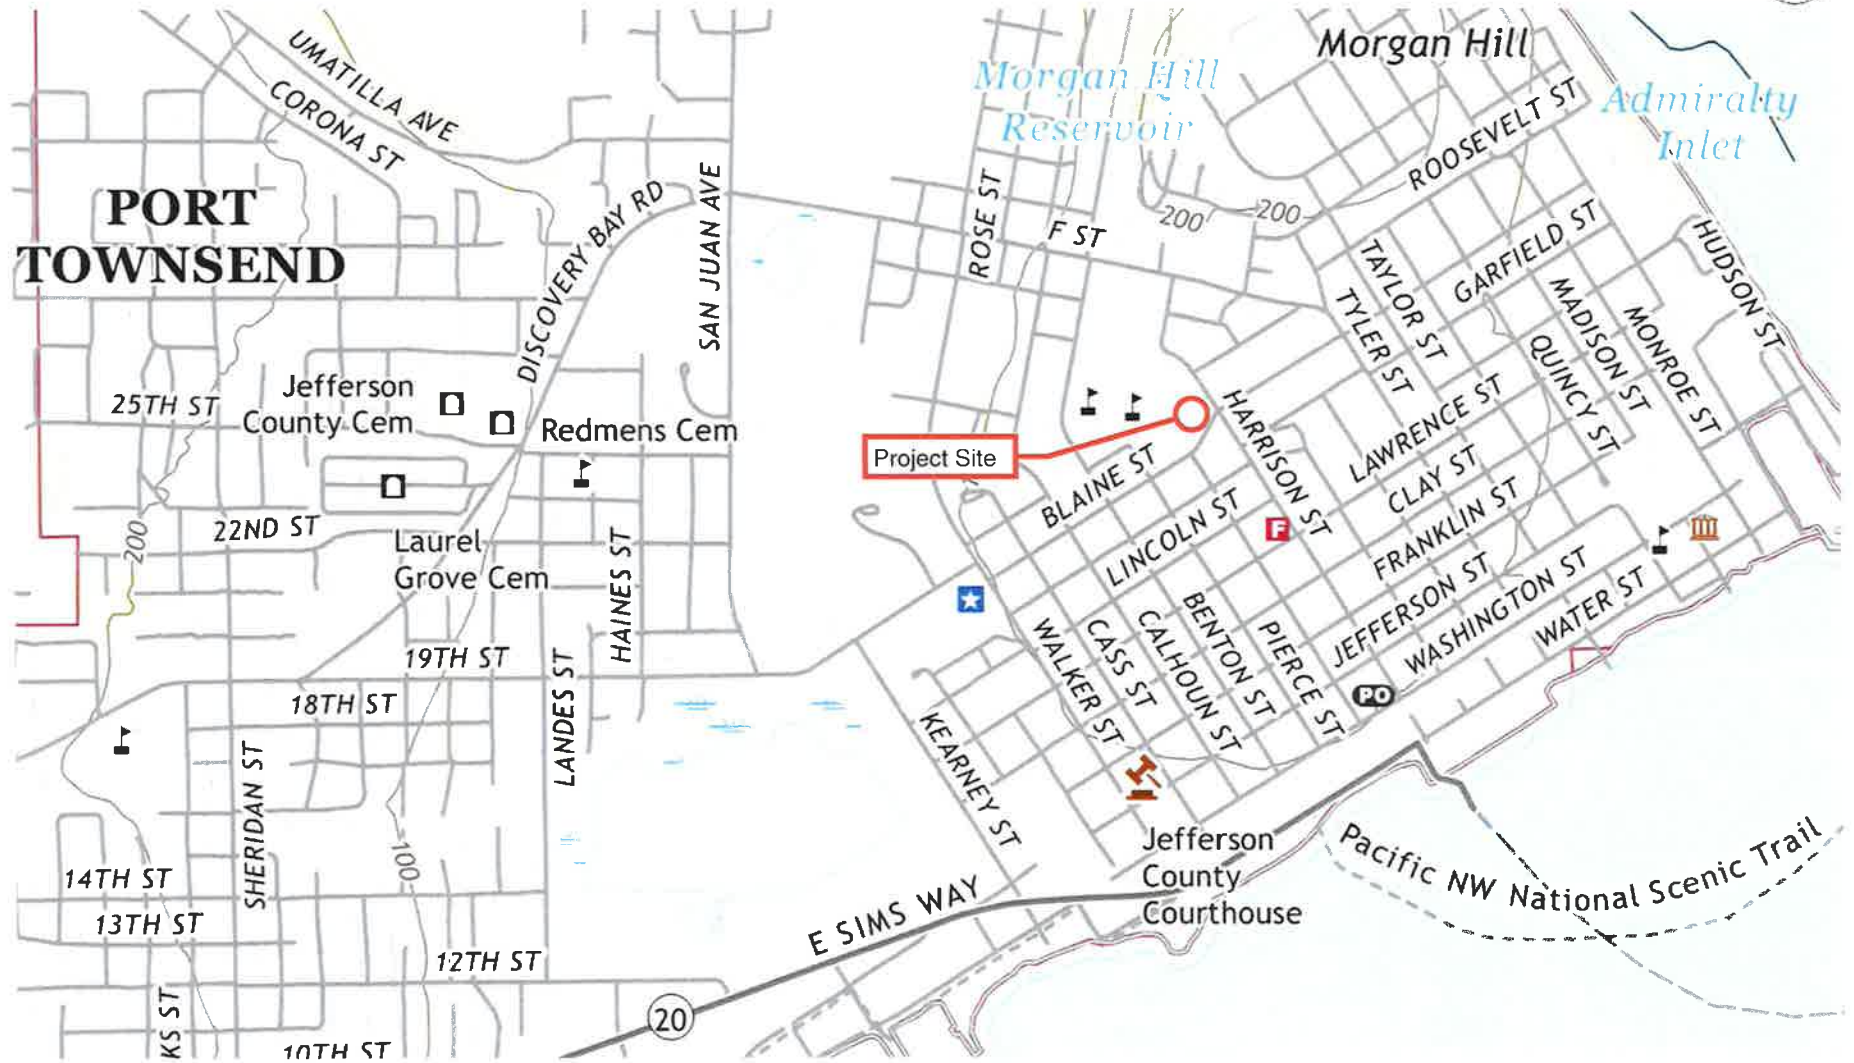 Morgan Hill
UMATILLA AVE
CORONA ST
Morgan Hill
Reservoir
Admiralty
Inlet
ROOSEVELT ST
PORT
TOWNSEND
DISCOVERY BAY RD
SAN JUAN AVE
ROSE ST
F ST
200
200
TAYLOR ST
GARFIELD ST
HUDSON ST
TYLER ST
MADISON ST
MONROE ST
QUINCY ST
25TH ST
Jefferson
County Cem
Redmens Cem
Project Site
HARRISON ST
LAWRENCE ST
BLAINE ST
CLAY ST
LINCOLN ST
FRANKLIN ST
F
200
22ND ST
Laurel
Grove Cem
HAINES ST
JEFFERSON ST
WASHINGTON ST
WATER ST
WALKER ST
CASS ST
CALHOUN ST
BENTON ST
PIERCE ST
PO
19TH ST
18TH ST
LANDES ST
SHERIDAN ST
KEARNEY ST
100
Jefferson
County
Courthouse
Pacific NW National Scenic Trail
14TH ST
13TH ST
E SIMS WAY
12TH ST
KS ST
10TH ST
20